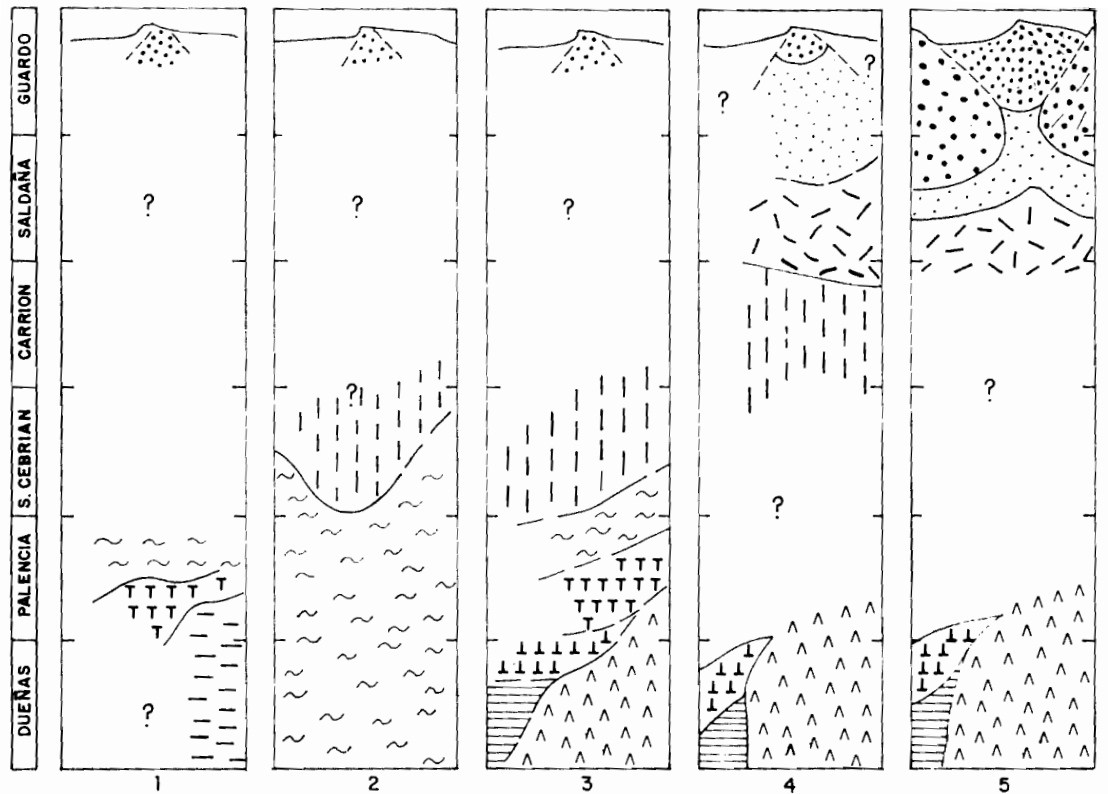 GUARDO
SALDAÑA
CARRION
S. CEBRIAN
PALENCIA
DUEÑAS
?
?
?
?
?
?
?
?
?
1
2
3
4
5